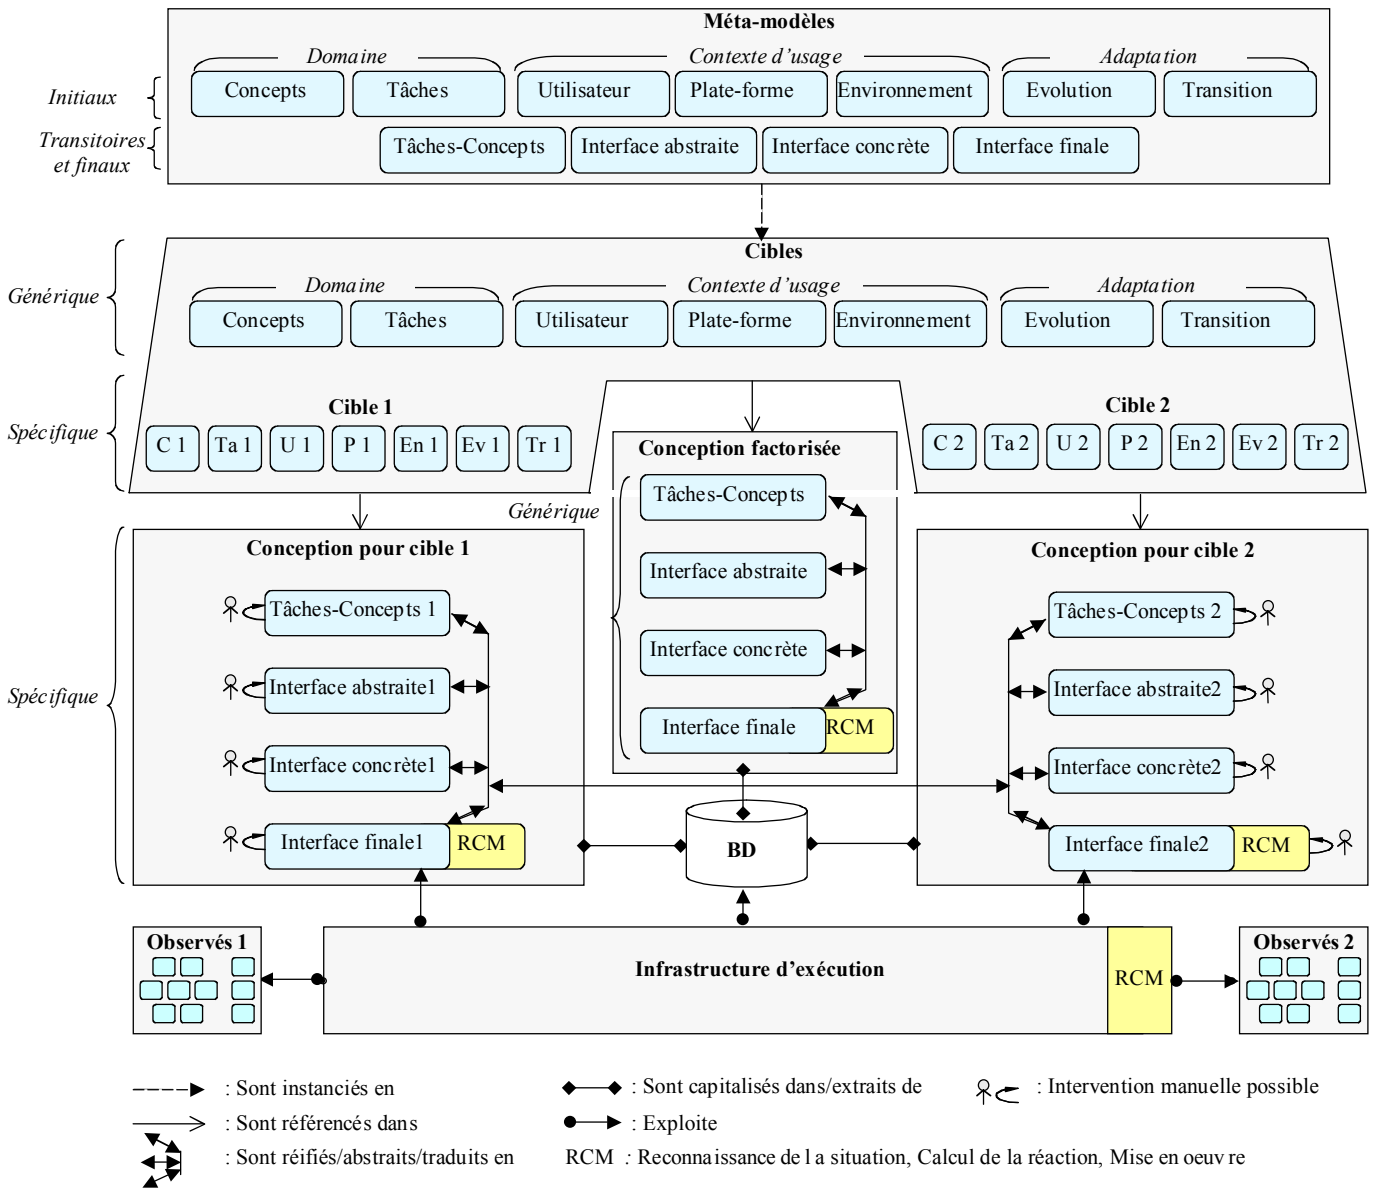 Méta-modèles
Domaine Contexte d'usage Adaptation
Initiaux Concepts Tâches Utilisateur Plate-forme Environnement Evolution Transition
Transitoires et finaux Tâches-Concepts Interface abstraite Interface concrète Interface finale
Cibles
Domaine Contexte d'usage Adaptation
Générique Concepts Tâches Utilisateur Plate-forme Environnement Evolution Transition
Cible 1 Cible 2
Spécifique C 1 Ta 1 U 1 P 1 En 1 Ev 1 Tr 1 C 2 Ta 2 U 2 P 2 En 2 Ev 2 Tr 2
Conception factorisée
Générique
Tâches-Concepts
Interface abstraite
Interface concrète
Interface finale RCM
Spécifique
Conception pour cible 1
Tâches-Concepts 1
Interface abstraite1
Interface concrète1
Interface finale1 RCM
Conception pour cible 2
Tâches-Concepts 2
Interface abstraite2
Interface concrète2
Interface finale2 RCM
BD
Observés 1
Infrastructure d'exécution RCM
Observés 2
: Sont instanciés en : Sont capitalisés dans/extraits de : Intervention manuelle possible
: Sont référencés dans : Exploite
: Sont réifiés/abstraits/traduits en RCM : Reconnaissance de la situation, Calcul de la réaction, Mise en oeuvre